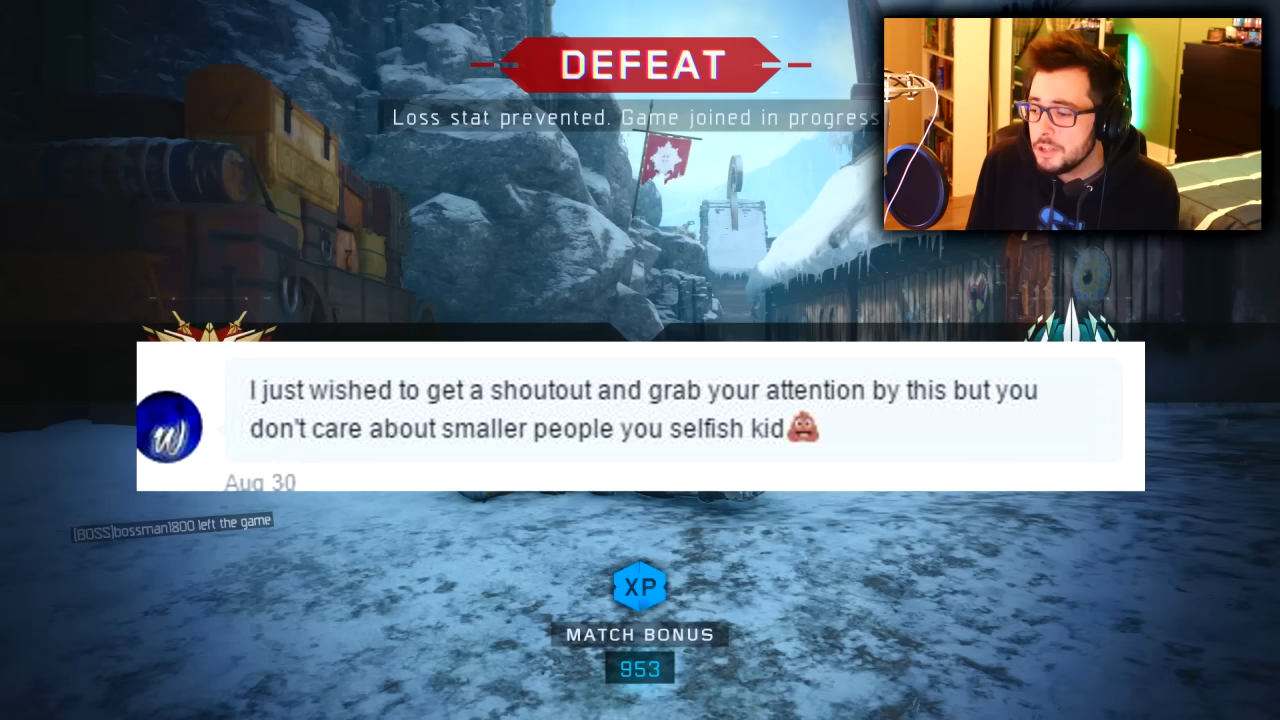 DEFEAT
Loss stat prevented. Game joined in progress
I just wished to get a shoutout and grab your attention by this but you
don't care about smaller people you selfish kid💩
W
Aug 30
[BOSS]bossman1800 left the game
XP
MATCH BONUS
953